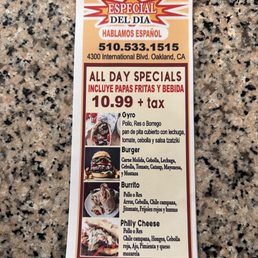 ESPECIAL
DEL DIA
HABLAMOS ESPAÑOL
510.533.1515
4300 International Blvd. Oakland, CA
ALL DAY SPECIALS
INCLUYE PAPAS FRITAS Y BEBIDA
10.99 + tax
Gyro
Pollo, Res o Borrego
pan de pita cubierto con lechuga,
tomate, cebolla y salsa tzatziki
Burger
Carne Molida, Cebolla, Lechuga,
Cebolla, Tomate, Catsup, Mayonesa,
y Mostaza
Burrito
Pollo o Res
Arroz, Cebolla, Chile campana,
Jitomate, Frijoles rojos y humus
Philly Cheese
Pollo o Res
Chile campana, Hongos, Cebolla
roja, Ajo, Pimienta y queso
mozzarela